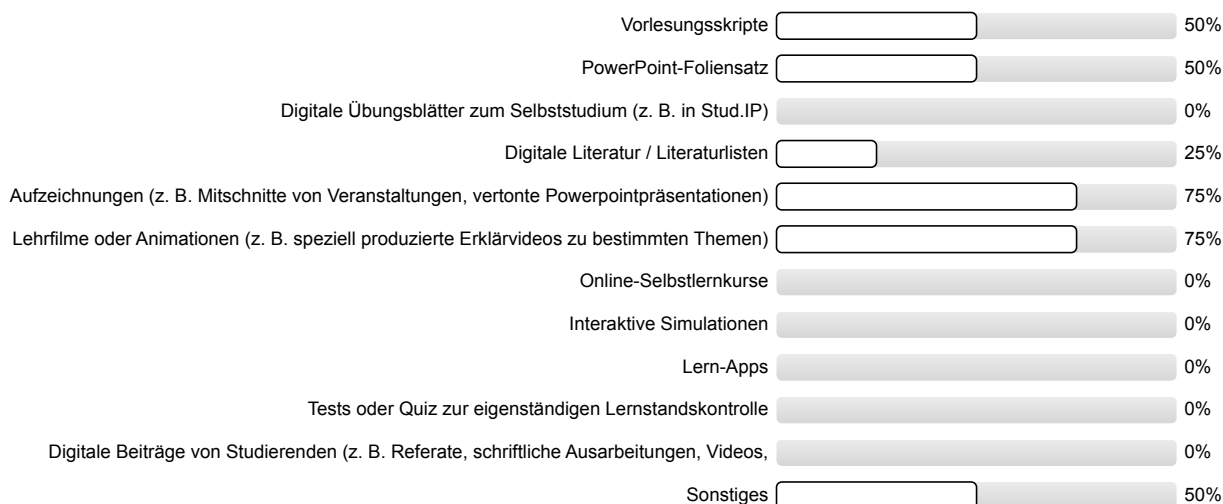 Vorlesungsskripte 50%
PowerPoint-Foliensatz 50%
Digitale Übungsblätter zum Selbststudium (z. B. in Stud.IP) 0%
Digitale Literatur / Literaturlisten 25%
Aufzeichnungen (z. B. Mitschnitte von Veranstaltungen, vertonte Powerpointpräsentationen) 75%
Lehrfilme oder Animationen (z. B. speziell produzierte Erklärvideos zu bestimmten Themen) 75%
Online-Selbstlernkurse 0%
Interaktive Simulationen 0%
Lern-Apps 0%
Tests oder Quiz zur eigenständigen Lernstandskontrolle 0%
Digitale Beiträge von Studierenden (z. B. Referate, schriftliche Ausarbeitungen, Videos, 0%
Sonstiges 50%